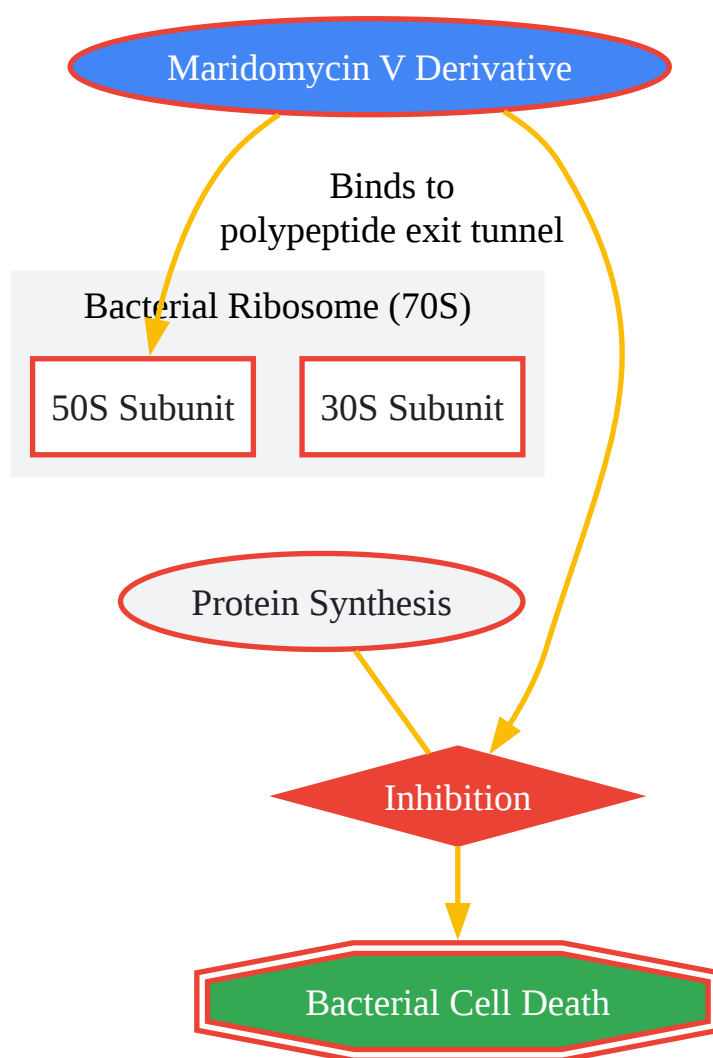 Maridomycin V Derivative
Binds to
polypeptide exit tunnel
Bacterial Ribosome (70S)
50S Subunit
30S Subunit
Protein Synthesis
Inhibition
Bacterial Cell Death